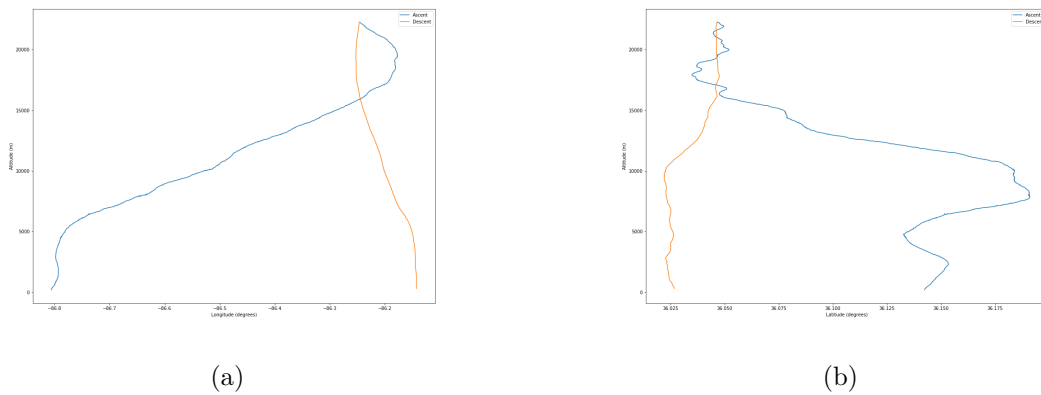 Ascent
Descent
20000
15000
10000
5000
0
Altitude (m)
−86.8
−86.7
−86.6
−86.5
−86.4
−86.3
−86.2
Longitude (degrees)
(a)
Ascent
Descent
20000
15000
10000
5000
0
Altitude (m)
36.025
36.050
36.075
36.100
36.125
36.150
36.175
Latitude (degrees)
(b)